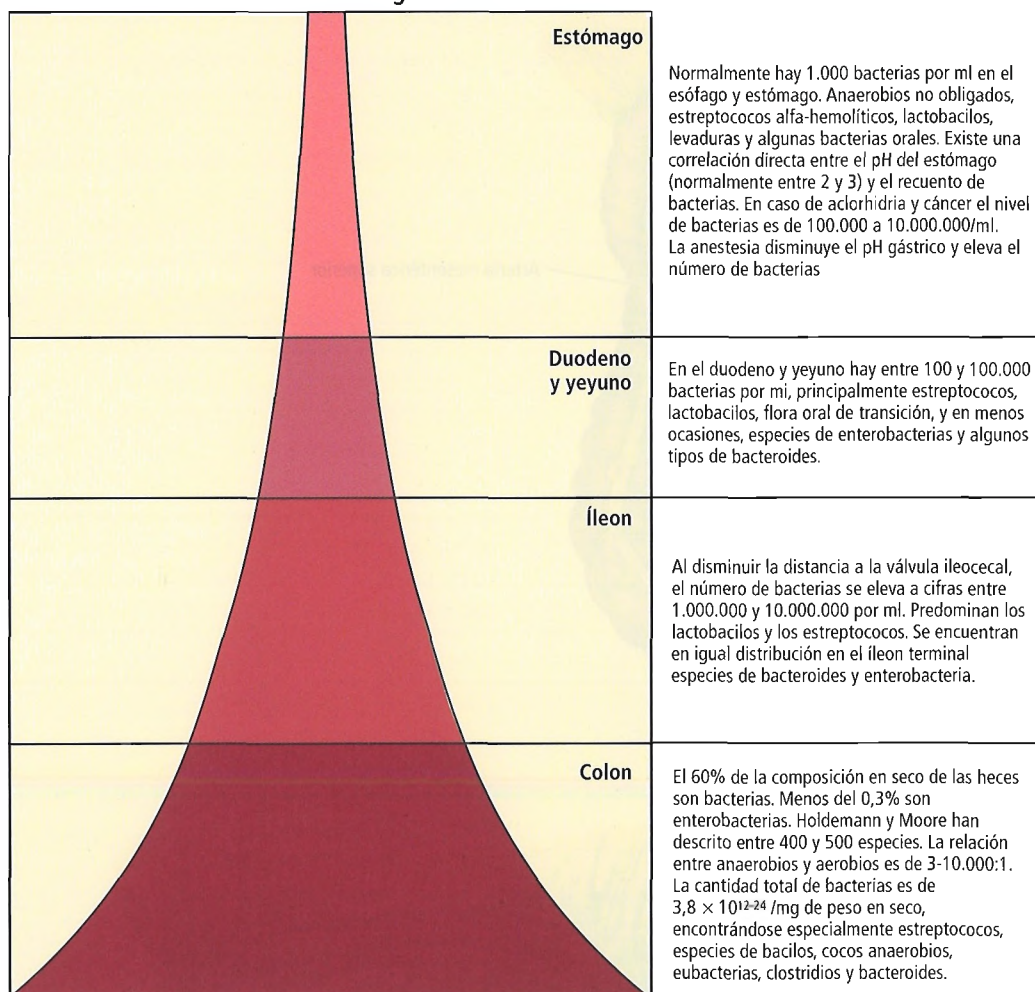 Estómago
Normalmente hay 1.000 bacterias por ml en el
esófago y estómago. Anaerobios no obligados,
estreptococos alfa-hemolíticos, lactobacilos,
levaduras y algunas bacterias orales. Existe una
correlación directa entre el pH del estómago
(normalmente entre 2 y 3) y el recuento de
bacterias. En caso de aclorhidria y cáncer el nivel
de bacterias es de 100.000 a 10.000.000/ml.
La anestesia disminuye el pH gástrico y eleva el
número de bacterias
Duodeno
y yeyuno
En el duodeno y yeyuno hay entre 100 y 100.000
bacterias por ml, principalmente estreptococos,
lactobacilos, flora oral de transición, y en menos
ocasiones, especies de enterobacterias y algunos
tipos de bacteroides.
Íleon
Al disminuir la distancia a la válvula ileocecal,
el número de bacterias se eleva a cifras entre
1.000.000 y 10.000.000 por ml. Predominan los
lactobacilos y los estreptococos. Se encuentran
en igual distribución en el íleon terminal
especies de bacteroides y enterobacteria.
Colon
El 60% de la composición en seco de las heces
son bacterias. Menos del 0,3% son
enterobacterias. Holdemann y Moore han
descrito entre 400 y 500 especies. La relación
entre anaerobios y aerobios es de 3-10.000:1.
La cantidad total de bacterias es de
3,8 × 10¹²⁻²⁴ /mg de peso en seco,
encontrándose especialmente estreptococos,
especies de bacilos, cocos anaerobios,
eubacterias, clostridios y bacteroides.